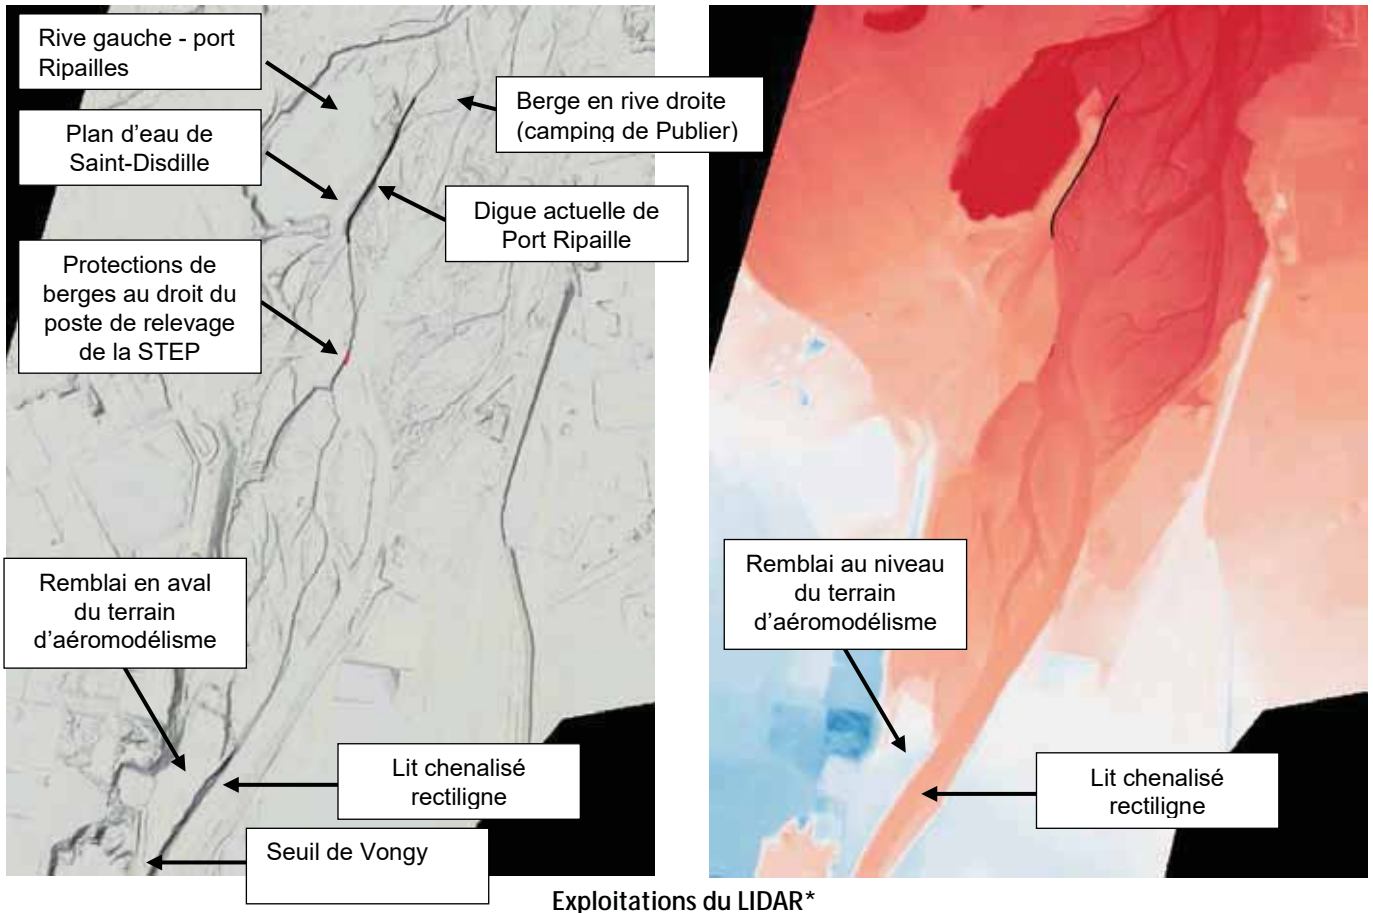 Rive gauche - port
Ripailles
Plan d'eau de
Saint-Disdille
Berge en rive droite
(camping de Publier)
Digue actuelle de
Port Ripaille
Protections de
berges au droit du
poste de relevage
de la STEP
Remblai en aval
du terrain
d'aéromodélisme
Lit chenalisé
rectiligne
Seuil de Vongy
Remblai au niveau
du terrain
d'aéromodélisme
Lit chenalisé
rectiligne
Exploitations du LIDAR*